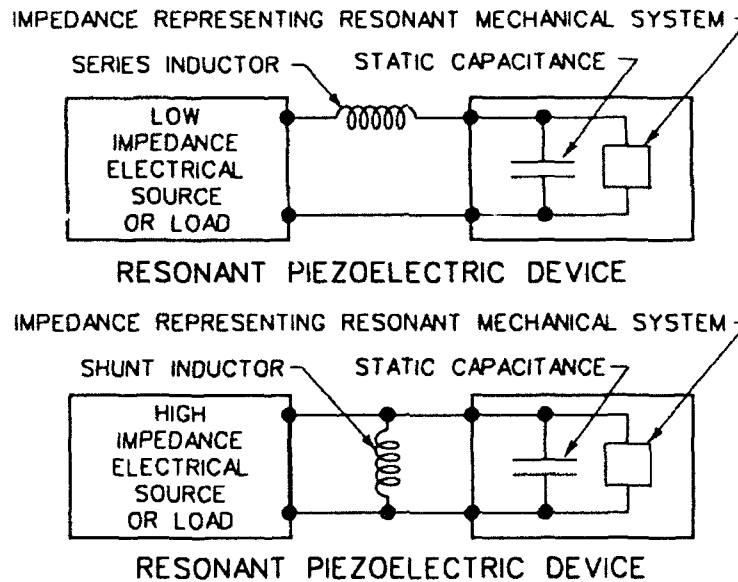 IMPEDANCE REPRESENTING RESONANT MECHANICAL SYSTEM
SERIES INDUCTOR
STATIC CAPACITANCE
LOW
IMPEDANCE
ELECTRICAL
SOURCE
OR LOAD
RESONANT PIEZOELECTRIC DEVICE
IMPEDANCE REPRESENTING RESONANT MECHANICAL SYSTEM
SHUNT INDUCTOR
STATIC CAPACITANCE
HIGH
IMPEDANCE
ELECTRICAL
SOURCE
OR LOAD
RESONANT PIEZOELECTRIC DEVICE